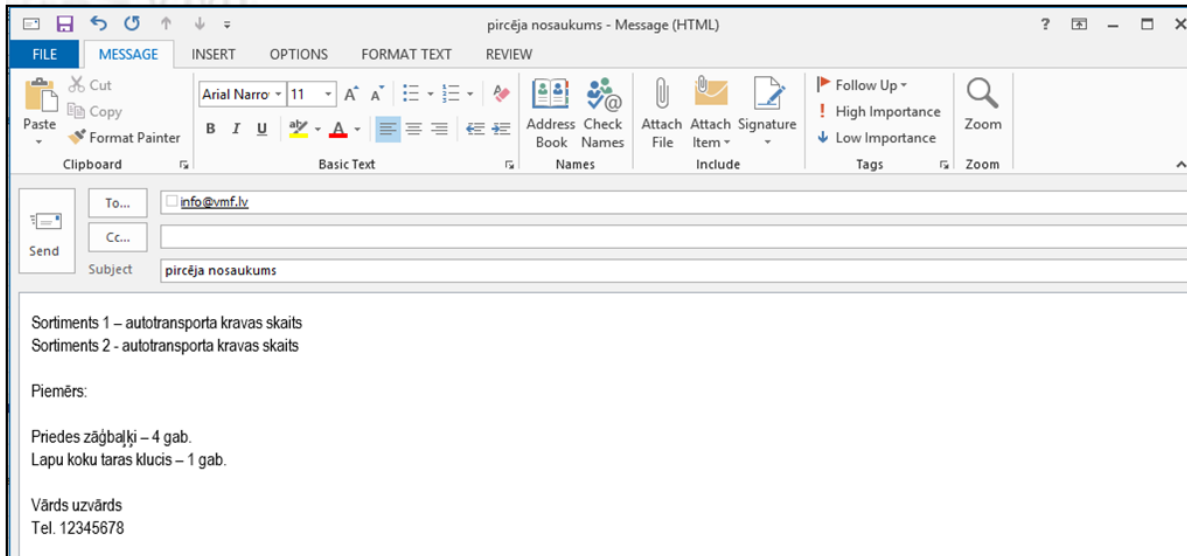 pircēja nosaukums - Message (HTML)
?
FILE MESSAGE INSERT OPTIONS FORMAT TEXT REVIEW
Paste
Cut
Copy
Format Painter
Clipboard
Arial Narro 11
B I U
Basic Text
Address Book
Check Names
Names
Attach File
Attach Item
Signature
Include
Follow Up
High Importance
Low Importance
Tags
Zoom
Zoom
Send
To... info@vmf.lv
Cc...
Subject pircēja nosaukums
Sortiments 1 – autotransporta kravas skaits
Sortiments 2 - autotransporta kravas skaits
Piemērs:
Priedes zāģbaļķi – 4 gab.
Lapu koku taras klucis – 1 gab.
Vārds uzvārds
Tel. 12345678